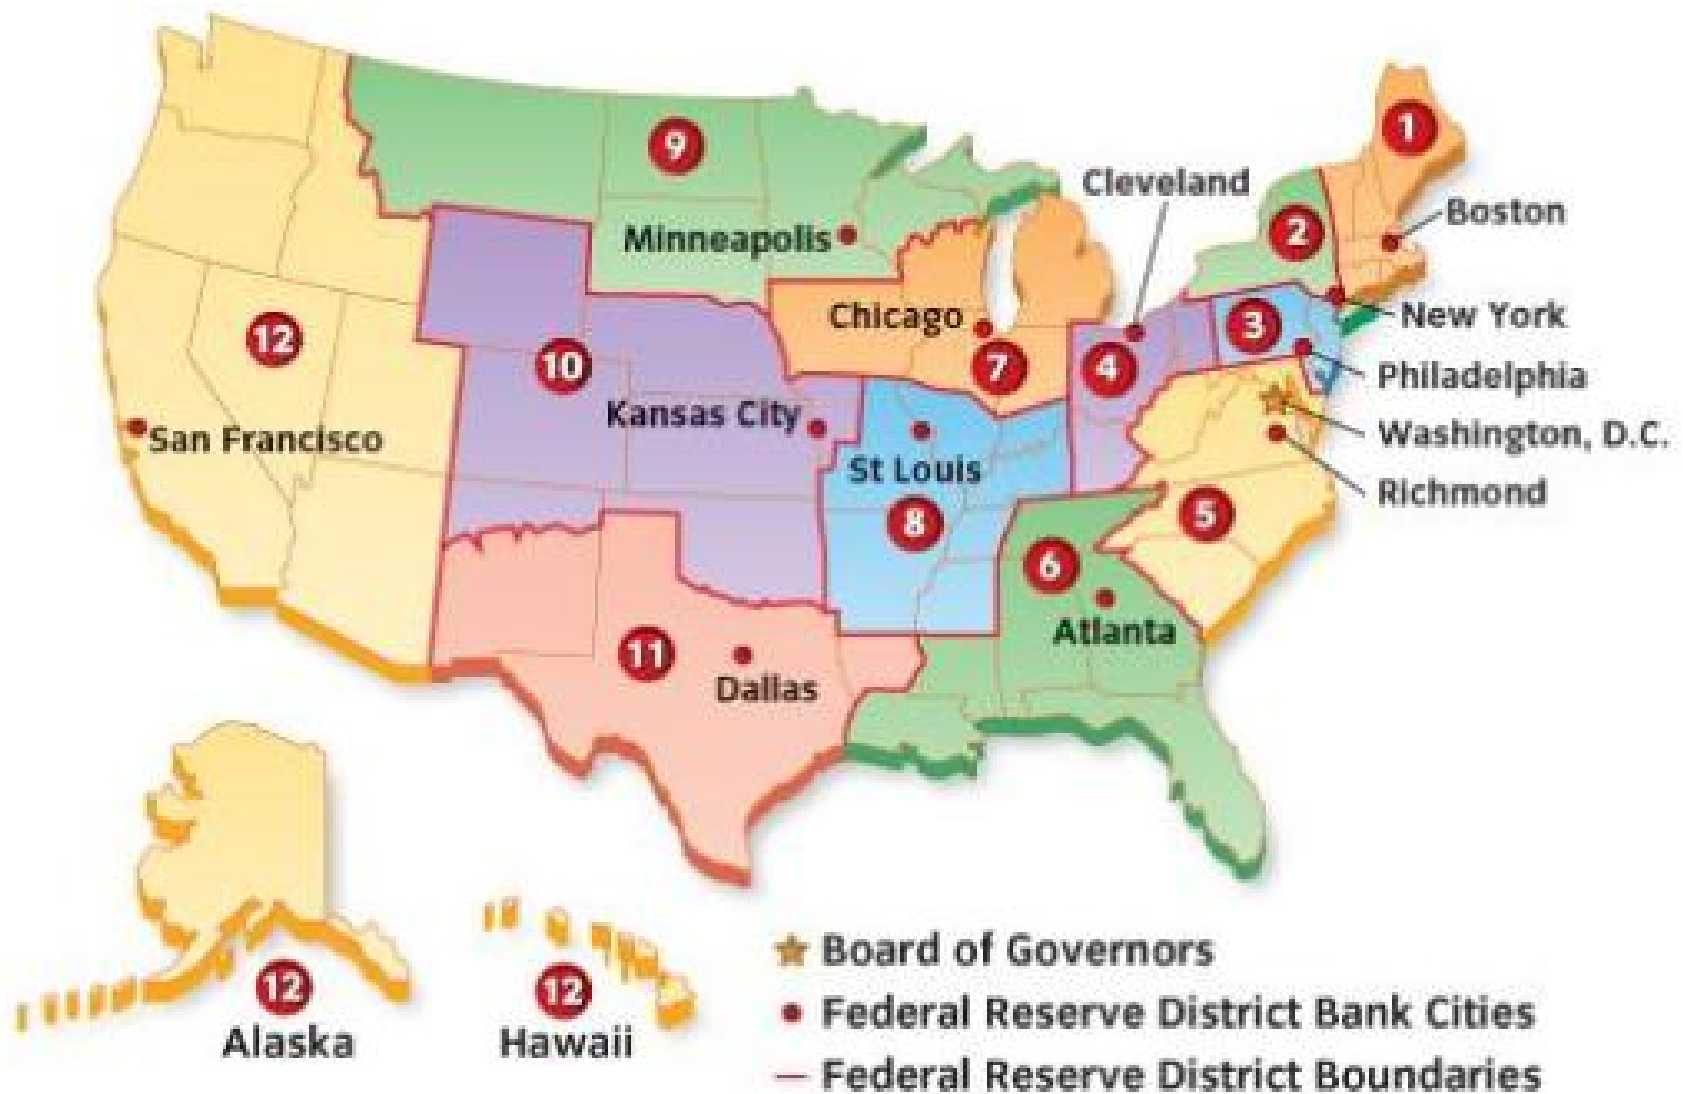 1
9
Cleveland
2
Boston
Minneapolis
Chicago
New York
3
12
10
7
4
Philadelphia
Kansas City
San Francisco
Washington, D.C.
St Louis
Richmond
8
5
6
Atlanta
11
Dallas
Board of Governors
12
12
Federal Reserve District Bank Cities
Alaska
Hawaii
Federal Reserve District Boundaries